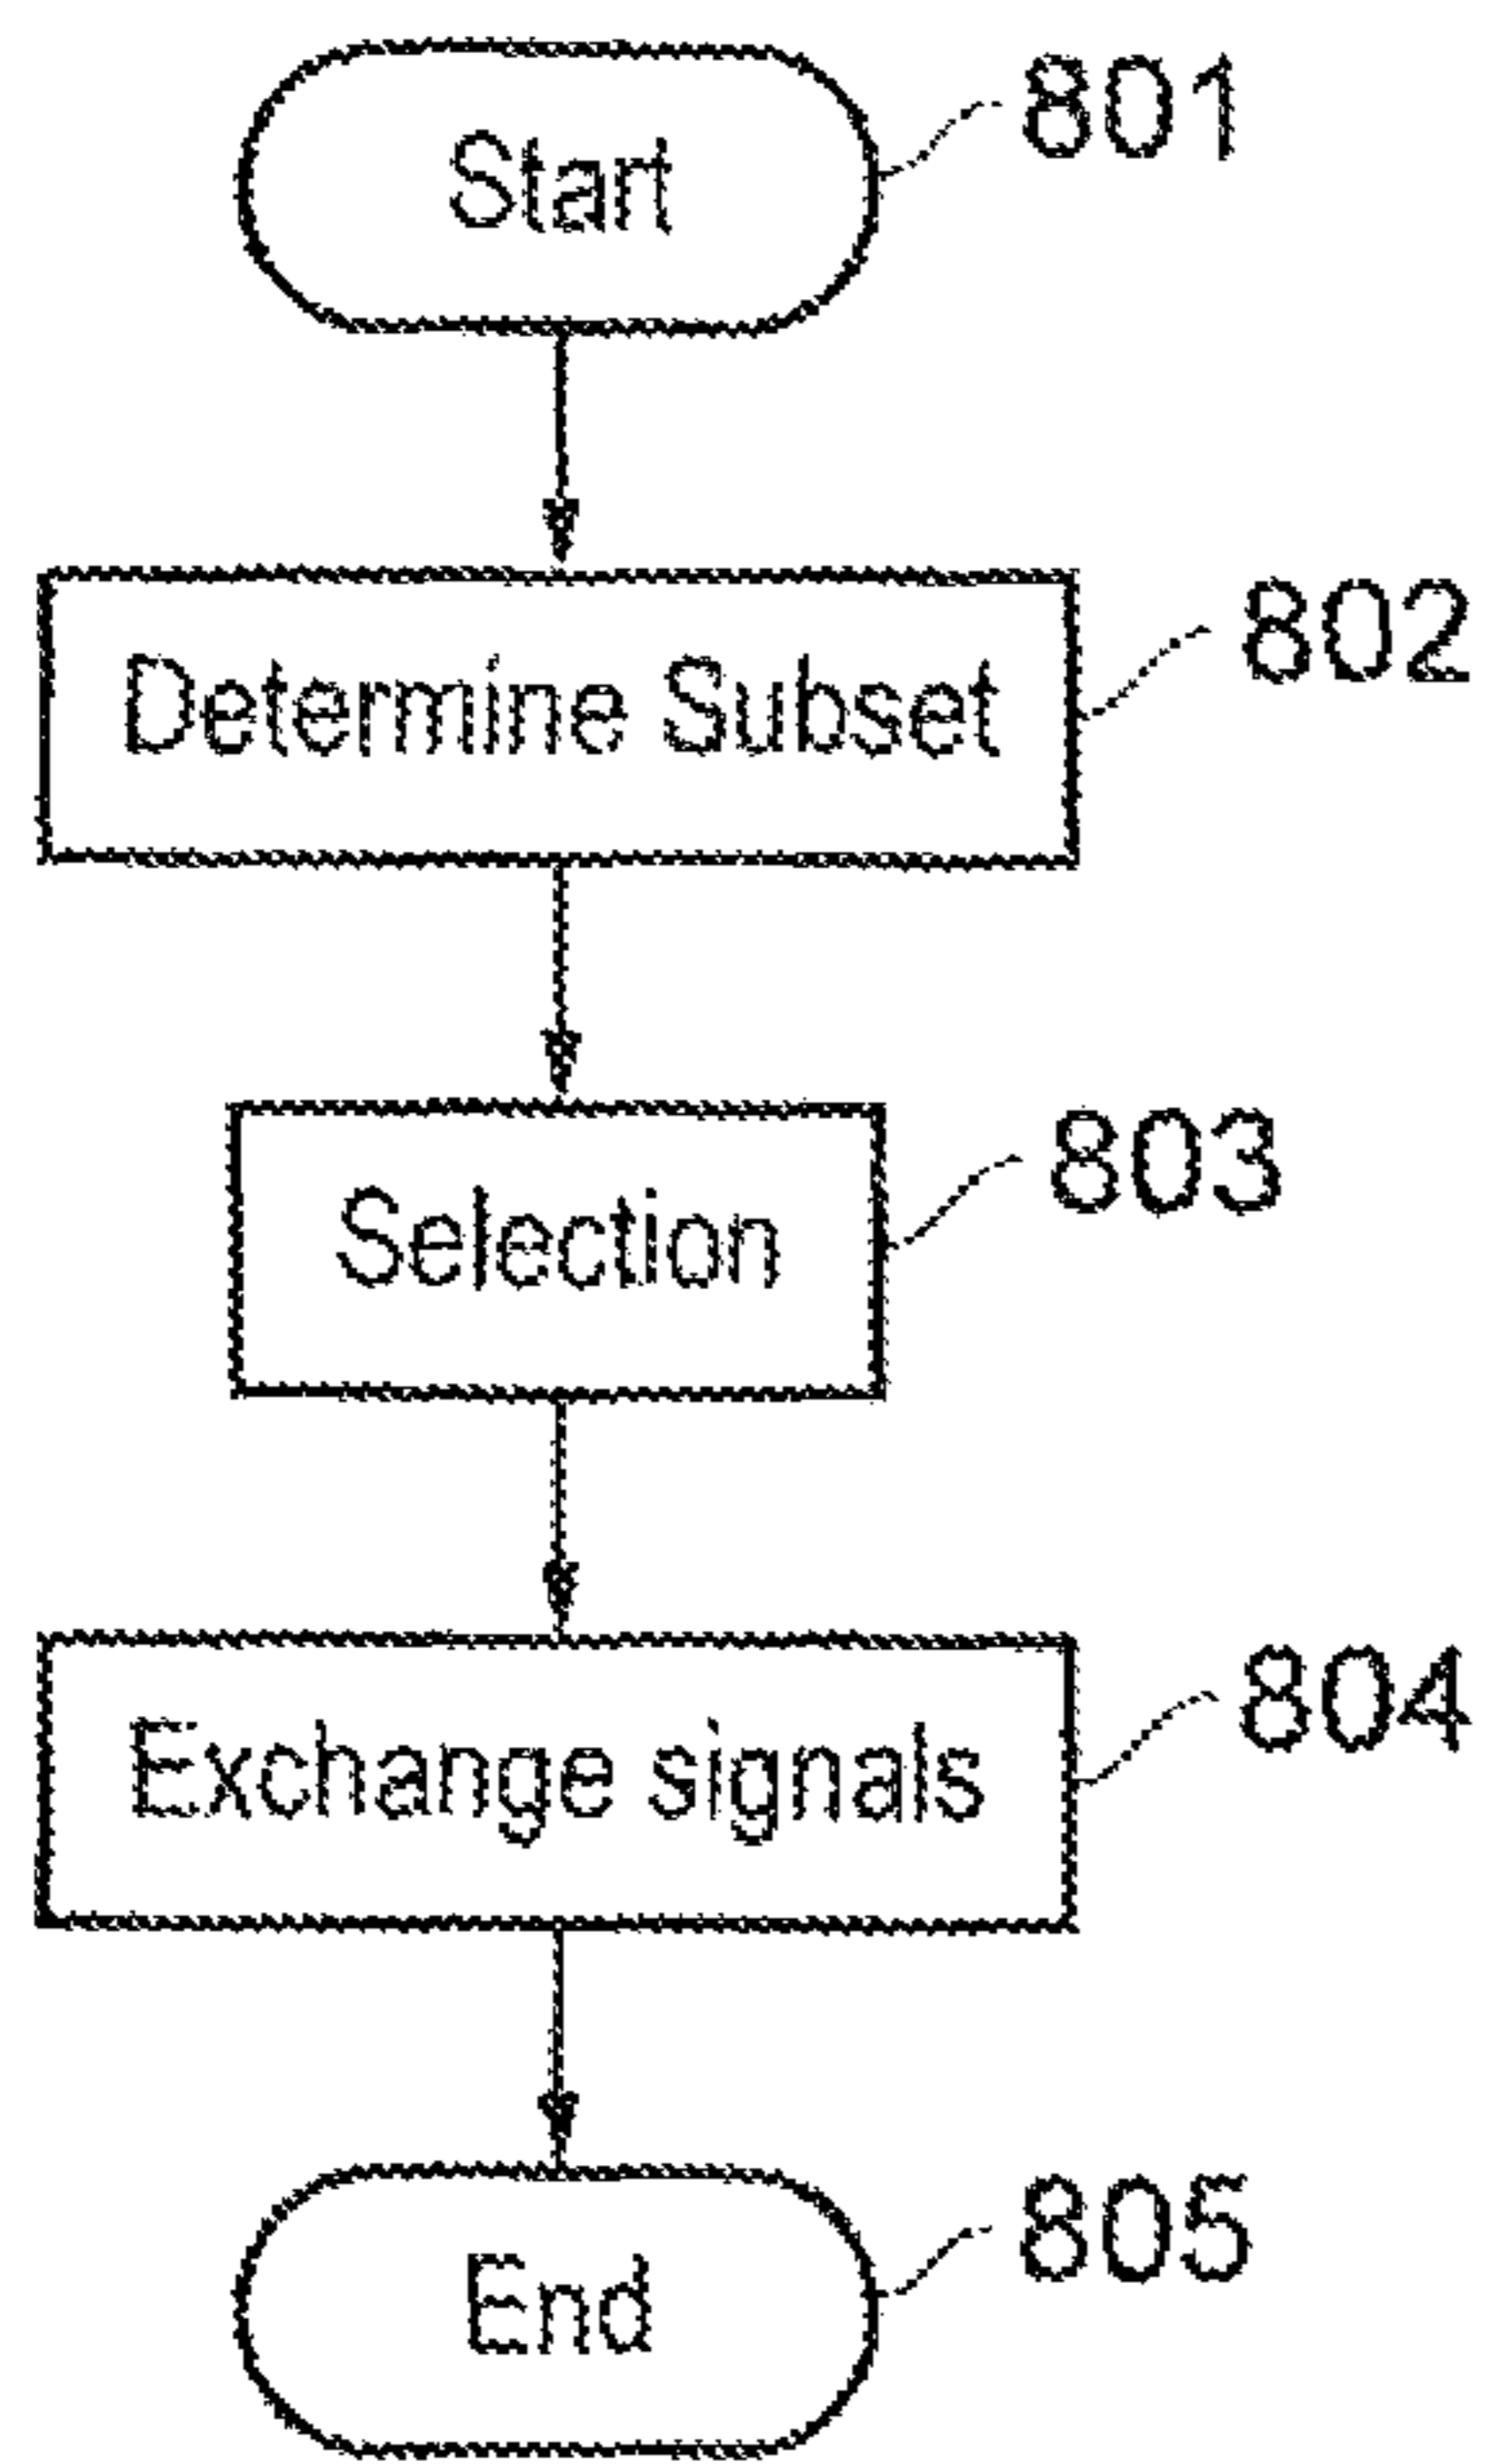 Start
801
Determine Subset
802
Selection
803
Exchange signals
804
End
805